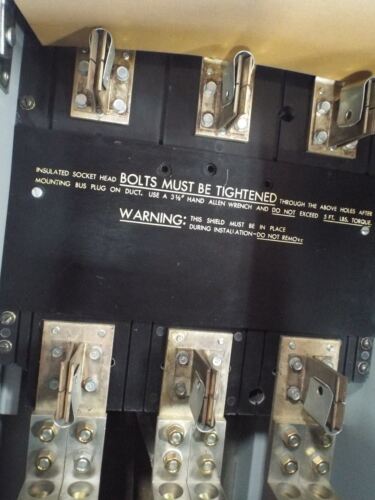 INSULATED SOCKET HEAD BOLTS MUST BE TIGHTENED THROUGH THE ABOVE HOLES AFTER
MOUNTING BUS PLUG ON DUCT. USE A 3⅛" HAND ALLEN WRENCH AND DO NOT EXCEED 5 FT. LBS. TORQUE.
WARNING: THIS SHIELD MUST BE IN PLACE
DURING INSTALLATION-DO NOT REMOVE